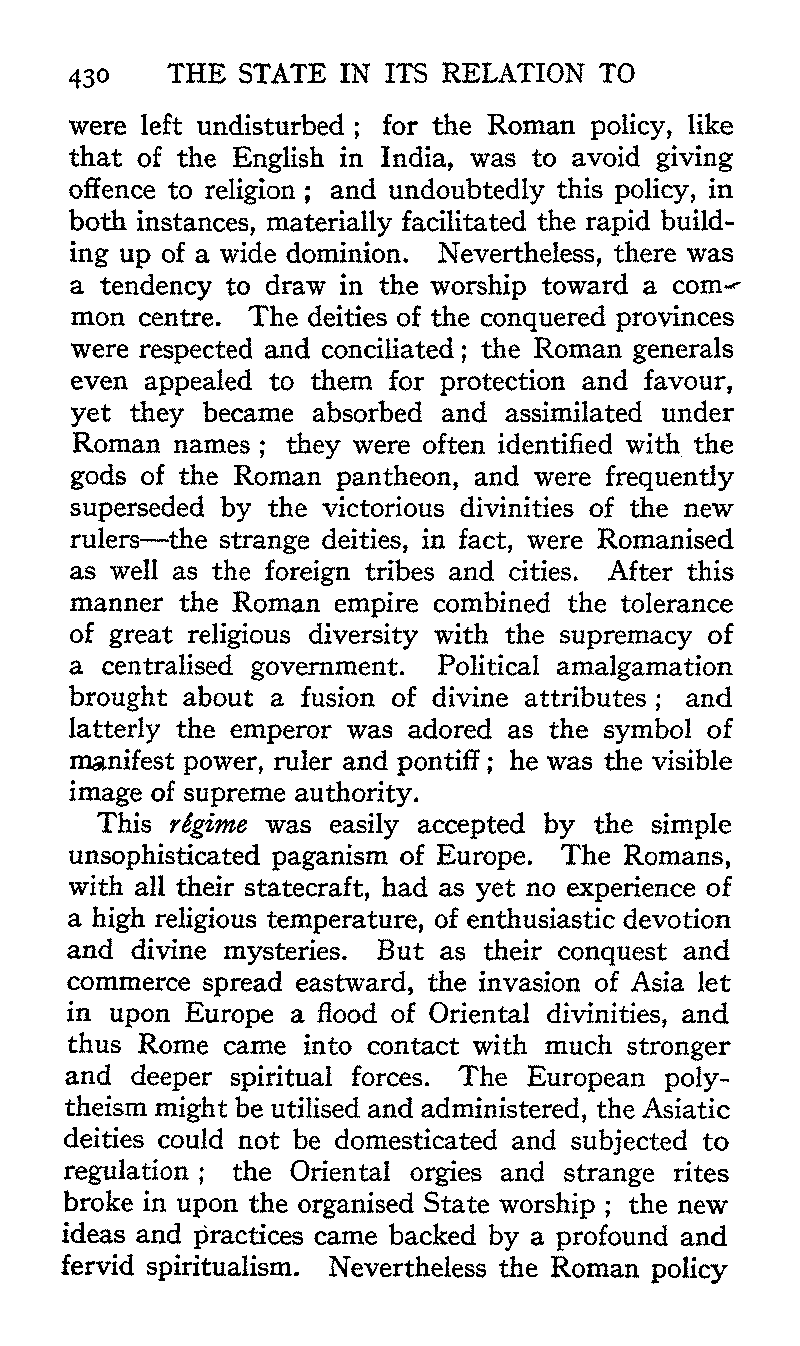 430 THE STATE IN ITS RELATION TO
were left undisturbed ; for the Roman policy, like
that of the English in India, was to avoid giving
offence to religion ; and undoubtedly this policy, in
both instances, materially facilitated the rapid build-
ing up of a wide dominion. Nevertheless, there was
a tendency to draw in the worship toward a com-
mon centre. The deities of the conquered provinces
were respected and conciliated ; the Roman generals
even appealed to them for protection and favour,
yet they became absorbed and assimilated under
Roman names ; they were often identified with the
gods of the Roman pantheon, and were frequently
superseded by the victorious divinities of the new
rulers—the strange deities, in fact, were Romanised
as well as the foreign tribes and cities. After this
manner the Roman empire combined the tolerance
of great religious diversity with the supremacy of
a centralised government. Political amalgamation
brought about a fusion of divine attributes ; and
latterly the emperor was adored as the symbol of
manifest power, ruler and pontiff ; he was the visible
image of supreme authority.
This régime was easily accepted by the simple
unsophisticated paganism of Europe. The Romans,
with all their statecraft, had as yet no experience of
a high religious temperature, of enthusiastic devotion
and divine mysteries. But as their conquest and
commerce spread eastward, the invasion of Asia let
in upon Europe a flood of Oriental divinities, and
thus Rome came into contact with much stronger
and deeper spiritual forces. The European poly-
theism might be utilised and administered, the Asiatic
deities could not be domesticated and subjected to
regulation ; the Oriental orgies and strange rites
broke in upon the organised State worship ; the new
ideas and practices came backed by a profound and
fervid spiritualism. Nevertheless the Roman policy